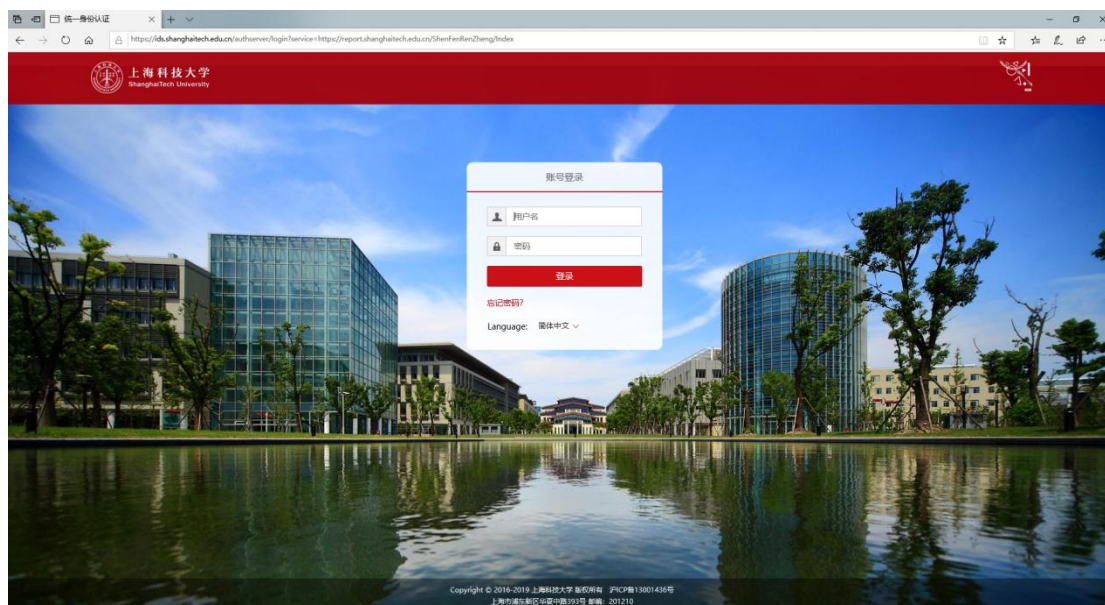 统一身份认证
https://ids.shanghaitech.edu.cn/authserver/login?service=https://report.shanghaitech.edu.cn/ShenFenRenZheng/Index
上海科技大学
ShanghaiTech University
账号登录
用户名
密码
登录
忘记密码?
Language: 简体中文
Copyright © 2016-2019 上海科技大学 版权所有 沪ICP备13001436号
上海市浦东新区华夏中路393号 邮编: 201210